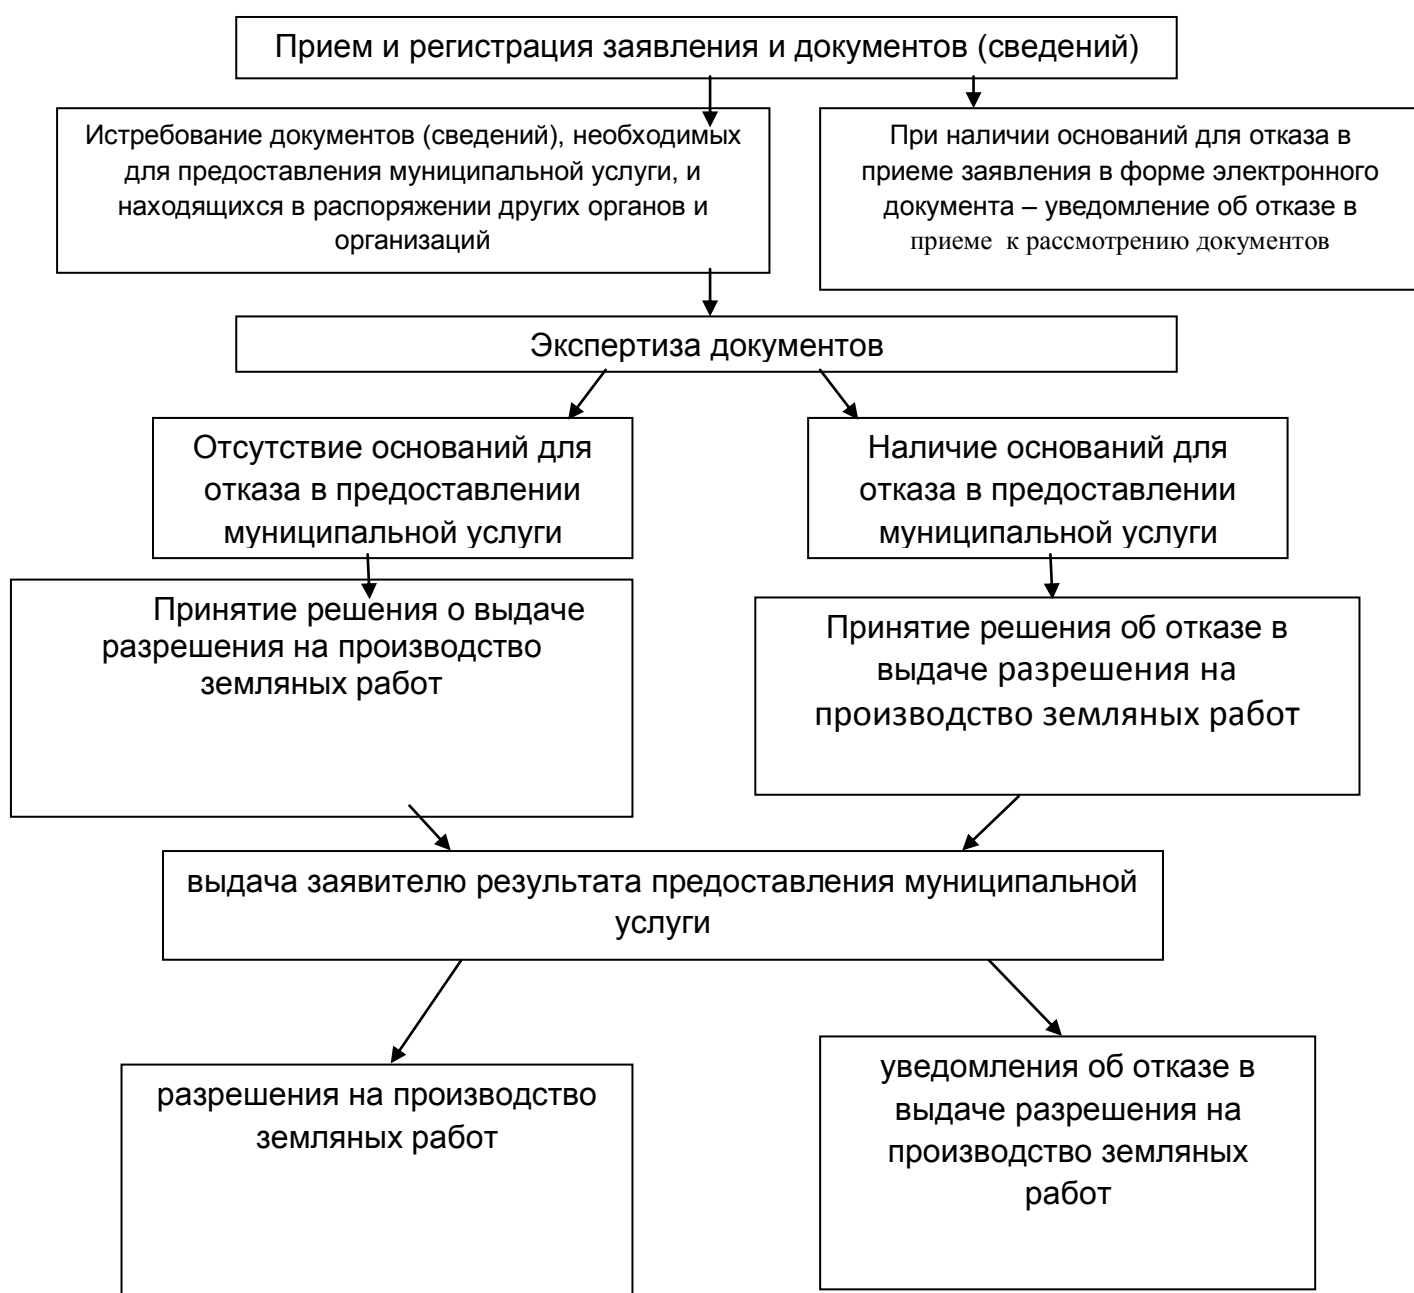 Прием и регистрация заявления и документов (сведений)
Истребование документов (сведений), необходимых
для предоставления муниципальной услуги, и
находящихся в распоряжении других органов и
организаций
При наличии оснований для отказа в
приеме заявления в форме электронного
документа – уведомление об отказе в
приеме к рассмотрению документов
Экспертиза документов
Отсутствие оснований для
отказа в предоставлении
муниципальной услуги
Наличие оснований для
отказа в предоставлении
муниципальной услуги
Принятие решения о выдаче
разрешения на производство
земляных работ
Принятие решения об отказе в
выдаче разрешения на
производство земляных работ
выдача заявителю результата предоставления муниципальной
услуги
разрешения на производство
земляных работ
уведомления об отказе в
выдаче разрешения на
производство земляных
работ